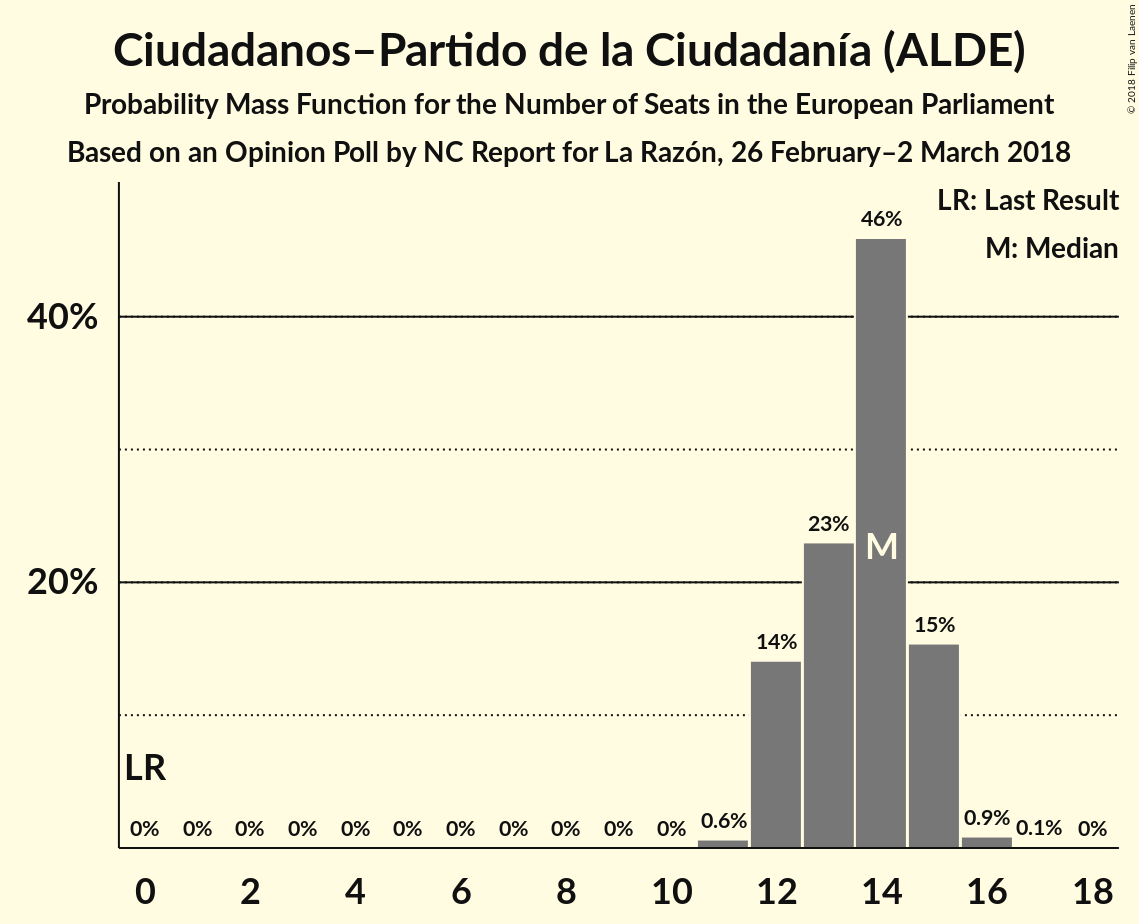 Ciudadanos–Partido de la Ciudadanía (ALDE)
Probability Mass Function for the Number of Seats in the European Parliament
Based on an Opinion Poll by NC Report for La Razón, 26 February–2 March 2018
© 2018 Filip van Laenen
LR: Last Result
M: Median
46%
40%
23%
M
20%
15%
14%
LR
0% 0% 0% 0% 0% 0% 0% 0% 0% 0% 0% 0.6% 0.9% 0.1% 0%
0 2 4 6 8 10 12 14 16 18